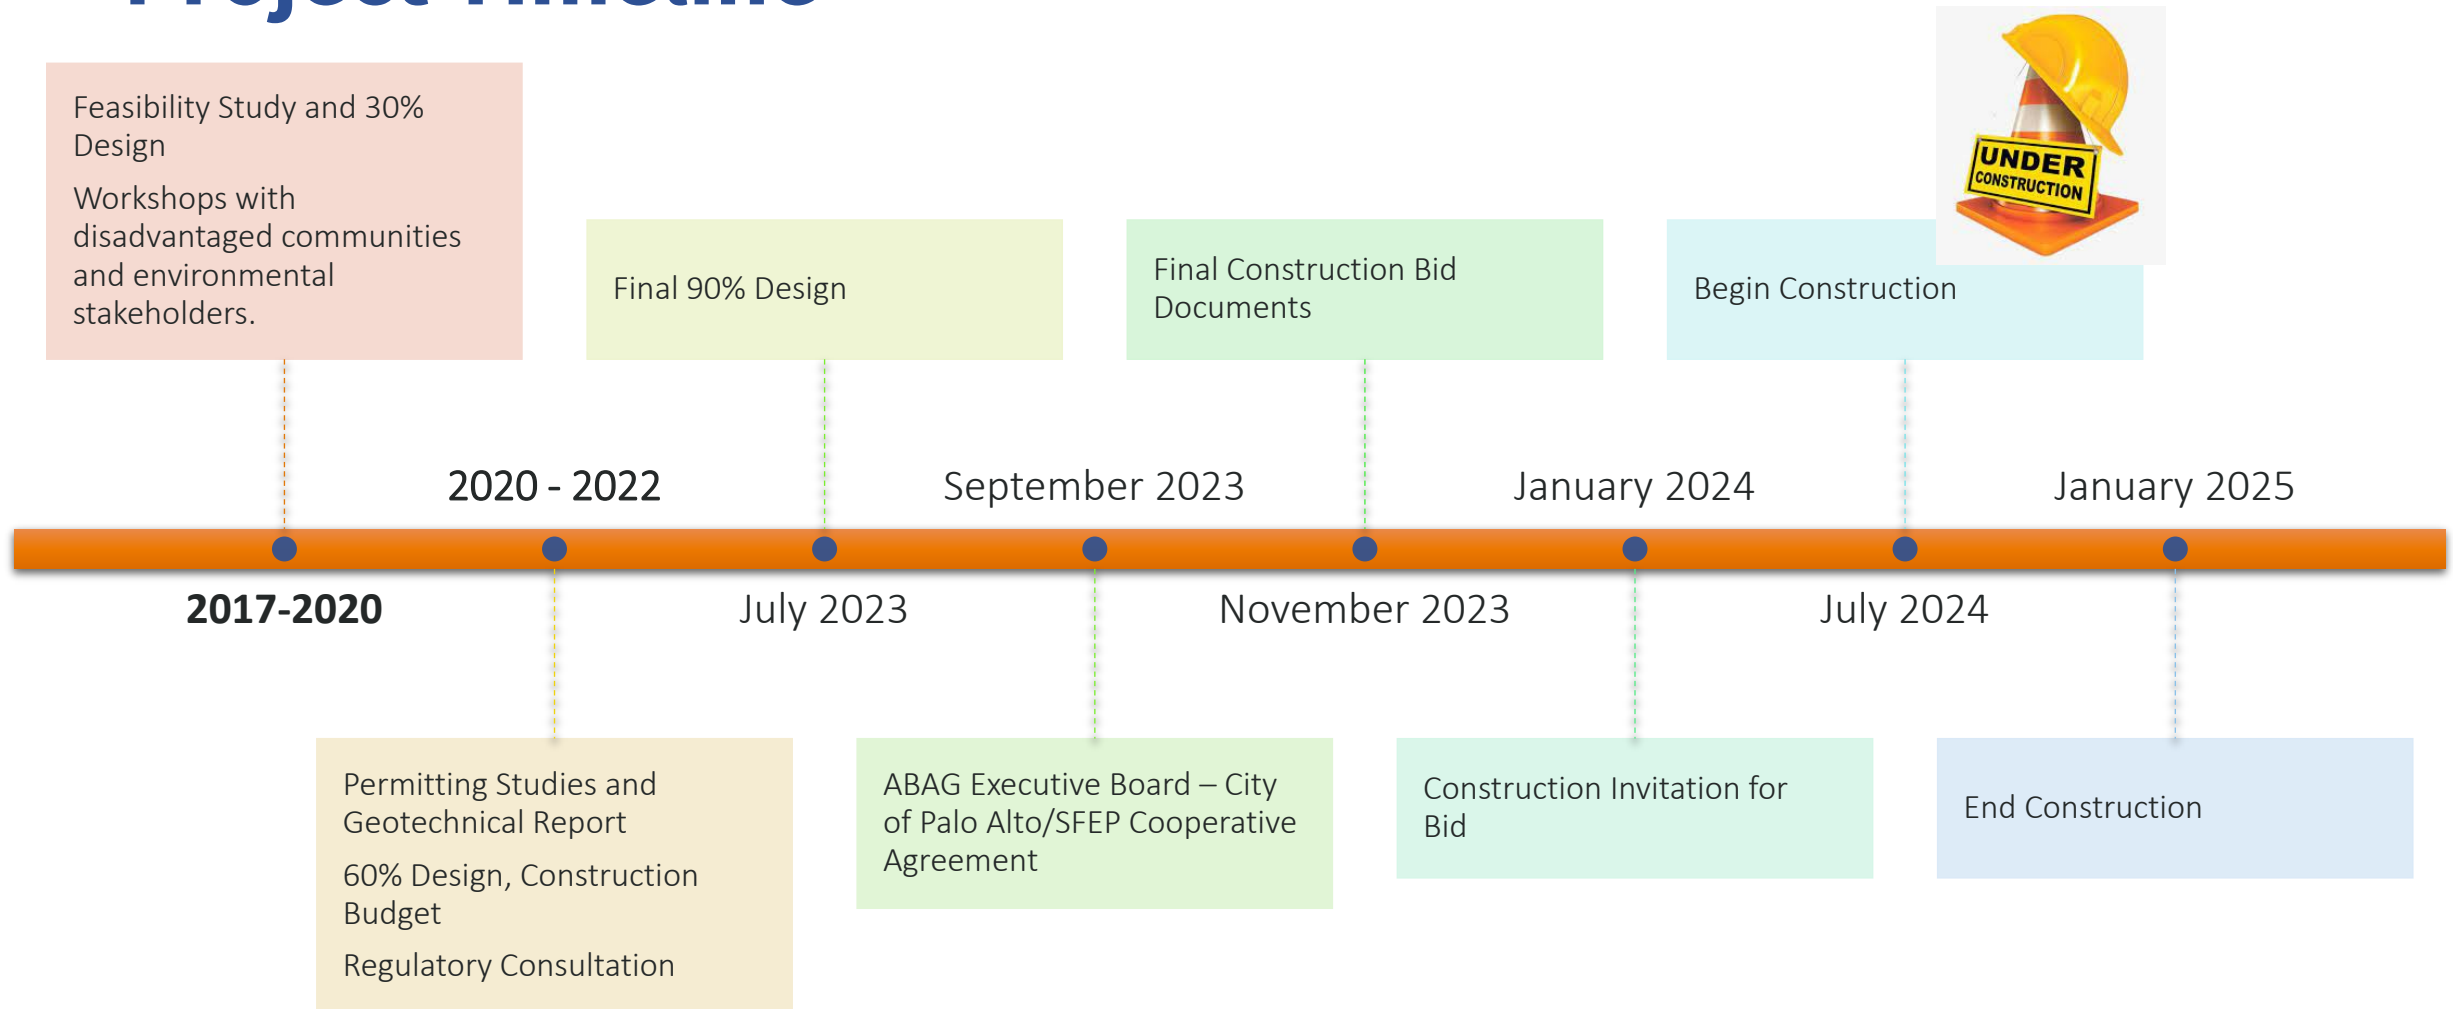 Project Timeline
Feasibility Study and 30%
Design
Workshops with
disadvantaged communities
and environmental
stakeholders.
Final 90% Design
Final Construction Bid
Documents
Begin Construction
UNDER
CONSTRUCTION
2020 - 2022
September 2023
January 2024
January 2025
2017-2020
July 2023
November 2023
July 2024
Permitting Studies and
Geotechnical Report
60% Design, Construction
Budget
Regulatory Consultation
ABAG Executive Board – City
of Palo Alto/SFEP Cooperative
Agreement
Construction Invitation for
Bid
End Construction